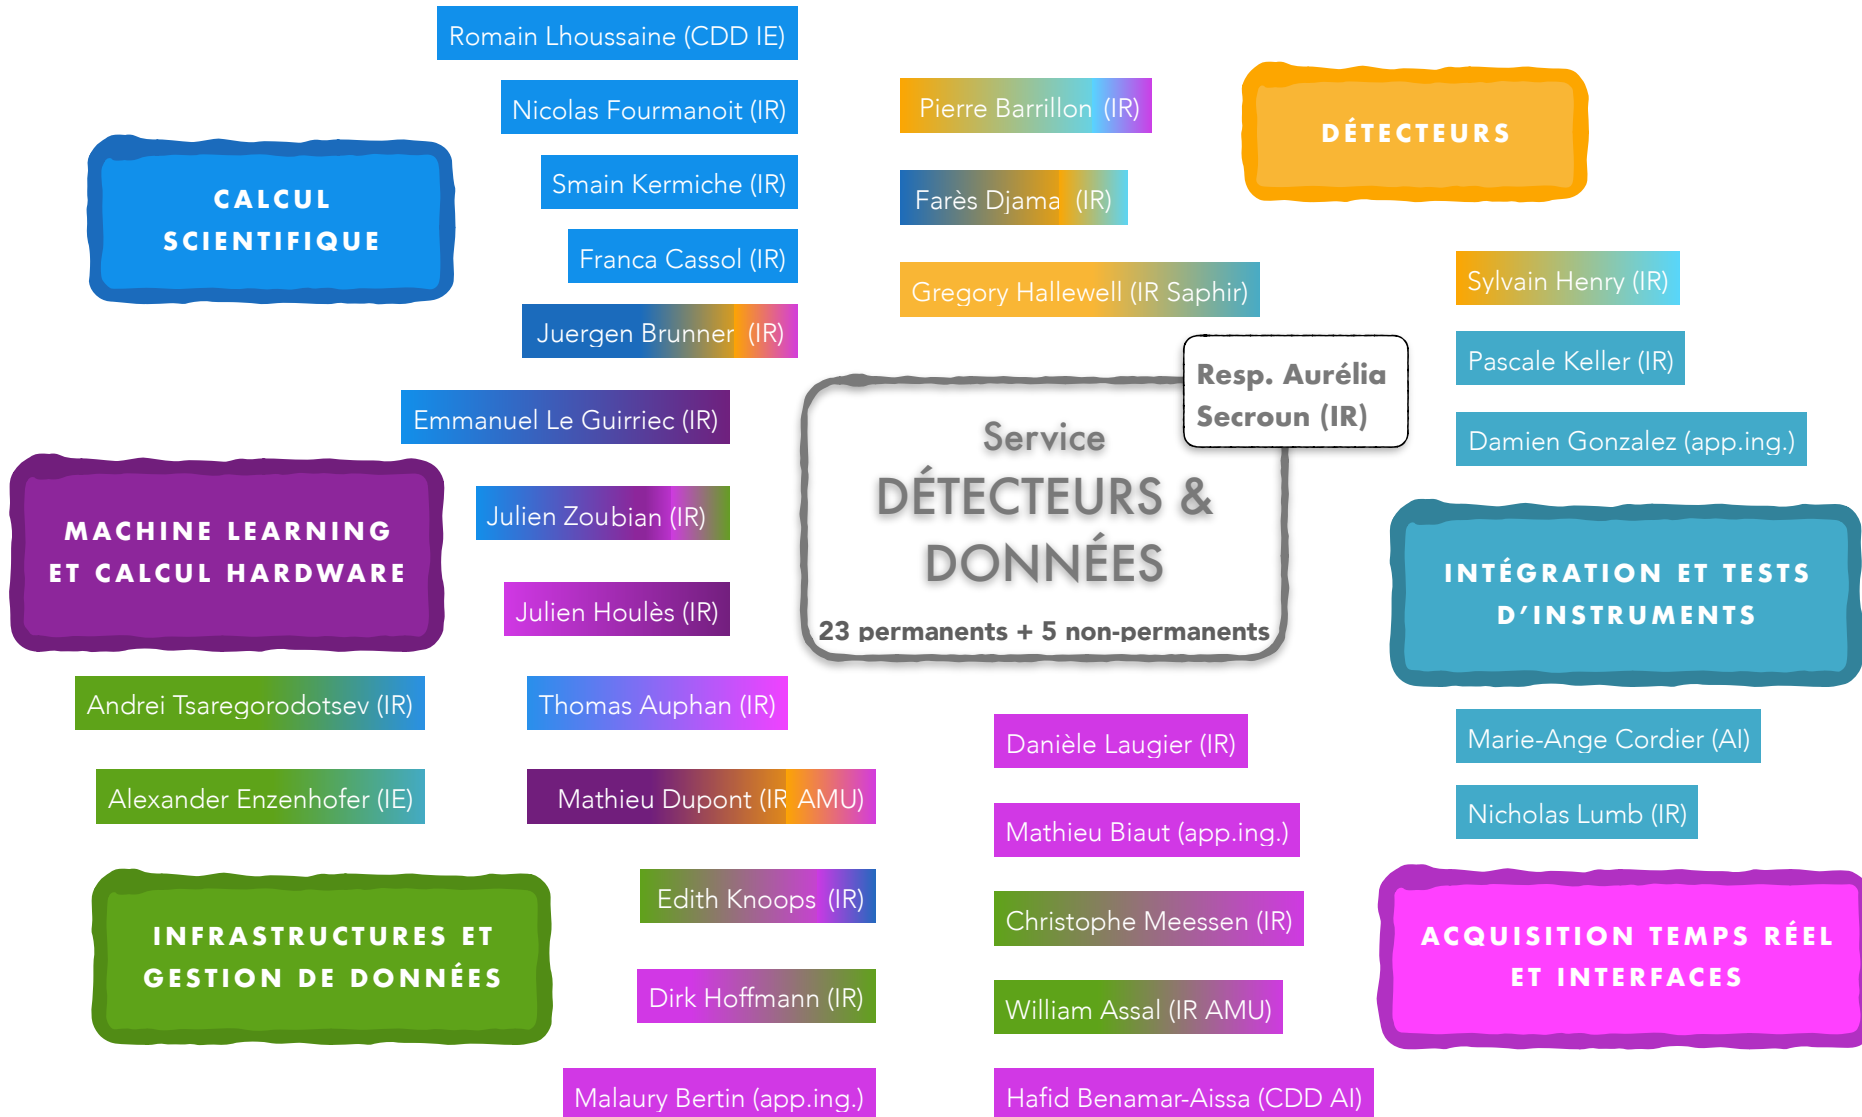 Romain Lhoussaine (CDD IE)
Nicolas Fourmanoit (IR)
Pierre Barrillon (IR)
DÉTECTEURS
CALCUL
SCIENTIFIQUE
Smain Kermiche (IR)
Farès Djama (IR)
Franca Cassol (IR)
Gregory Hallewell (IR Saphir)
Sylvain Henry (IR)
Juergen Brunner (IR)
Pascale Keller (IR)
Resp. Aurélia
Secroun (IR)
Emmanuel Le Guirriec (IR)
Damien Gonzalez (app.ing.)
Service
DÉTECTEURS &
DONNÉES
23 permanents + 5 non-permanents
MACHINE LEARNING
ET CALCUL HARDWARE
Julien Zoubian (IR)
Julien Houlès (IR)
INTÉGRATION ET TESTS
D'INSTRUMENTS
Andrei Tsaregorodotsev (IR)
Thomas Auphan (IR)
Danièle Laugier (IR)
Marie-Ange Cordier (AI)
Alexander Enzenhofer (IE)
Mathieu Dupont (IR AMU)
Mathieu Biaut (app.ing.)
Nicholas Lumb (IR)
Edith Knoops (IR)
Christophe Meessen (IR)
INFRASTRUCTURES ET
GESTION DE DONNÉES
ACQUISITION TEMPS RÉEL
ET INTERFACES
Dirk Hoffmann (IR)
William Assal (IR AMU)
Malaury Bertin (app.ing.)
Hafid Benamar-Aissa (CDD AI)